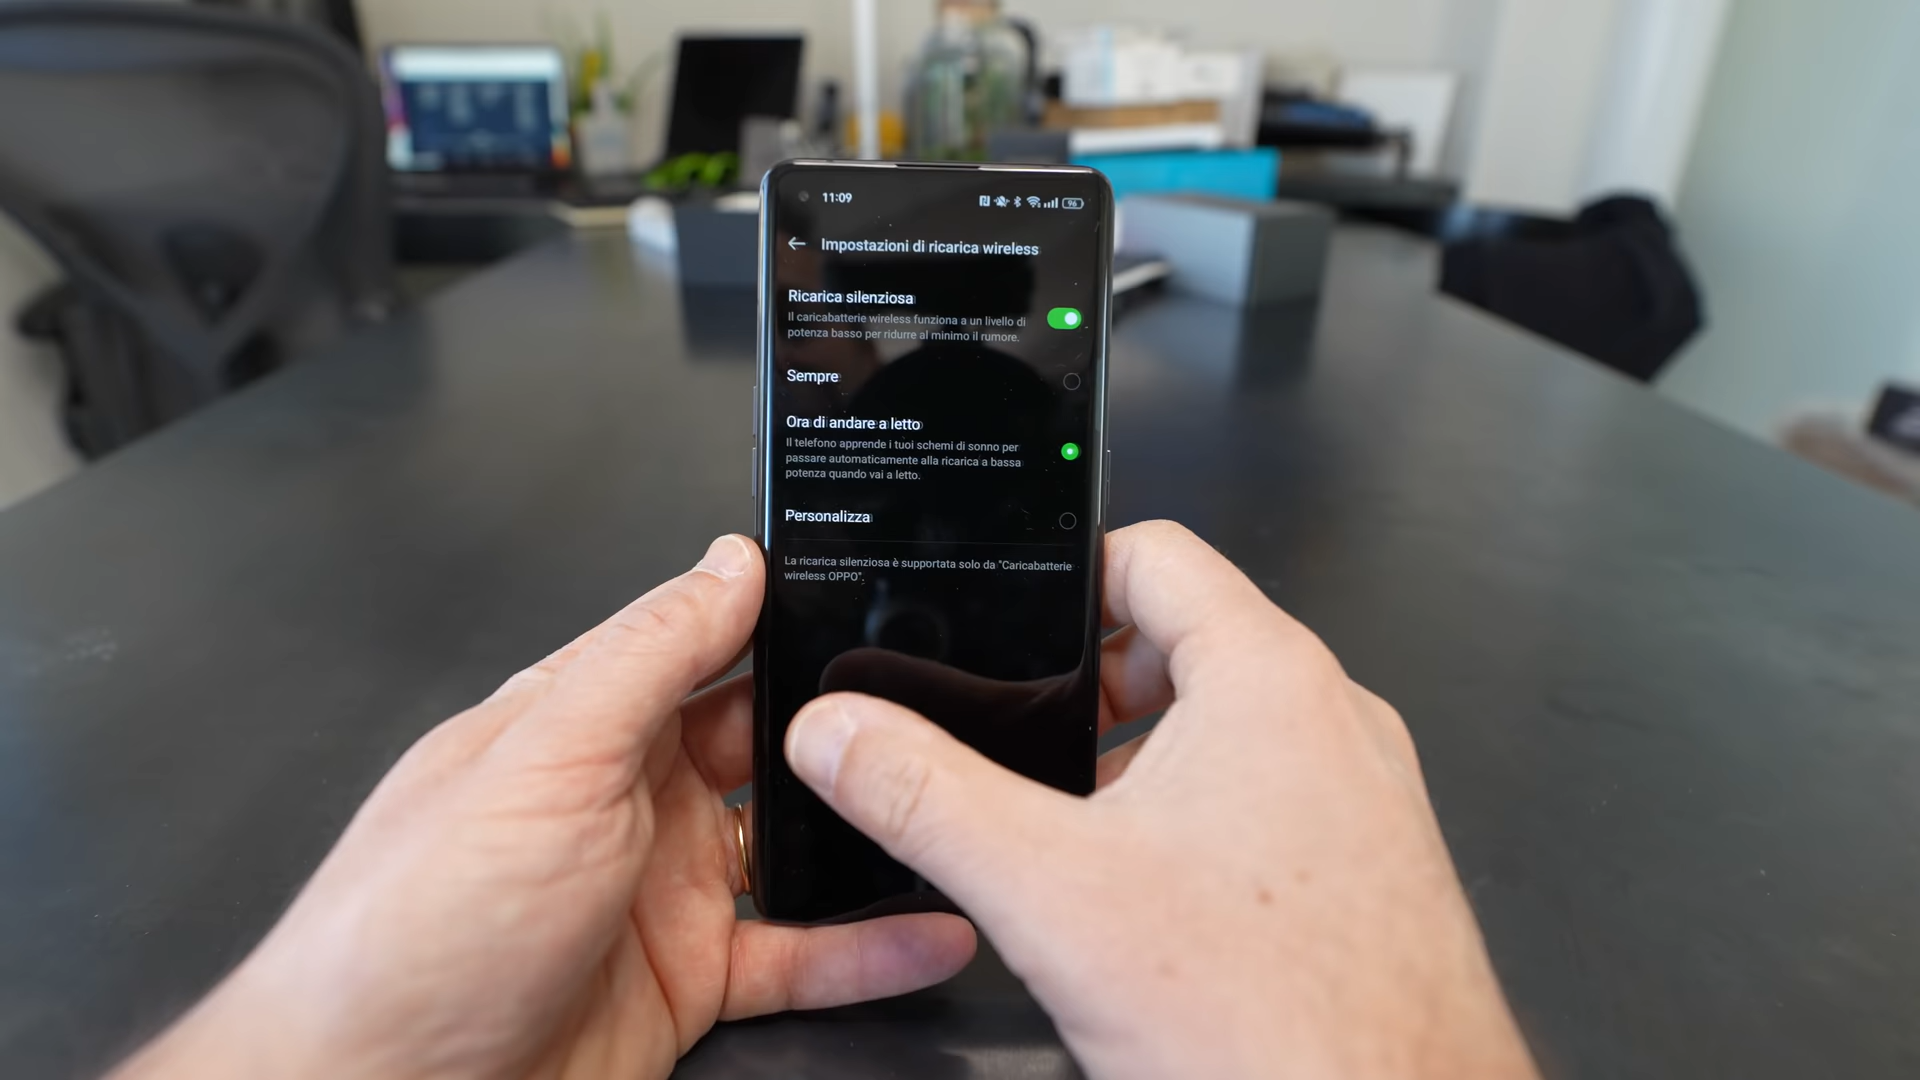 11:09
96
Impostazioni di ricarica wireless
Ricarica silenziosa
Il caricabatterie wireless funziona a un livello di
potenza basso per ridurre al minimo il rumore.
Sempre
Ora di andare a letto
Il telefono apprende i tuoi schemi di sonno per
passare automaticamente alla ricarica a bassa
potenza quando vai a letto.
Personalizza
La ricarica silenziosa è supportata solo da "Caricabatterie
wireless OPPO".